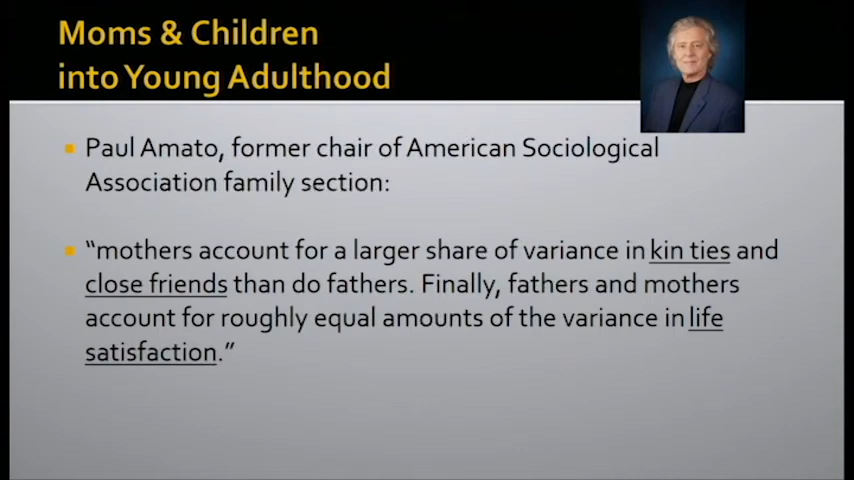 Moms & Children
into Young Adulthood
Paul Amato, former chair of American Sociological
Association family section:
“mothers account for a larger share of variance in kin ties and
close friends than do fathers. Finally, fathers and mothers
account for roughly equal amounts of the variance in life
satisfaction.”